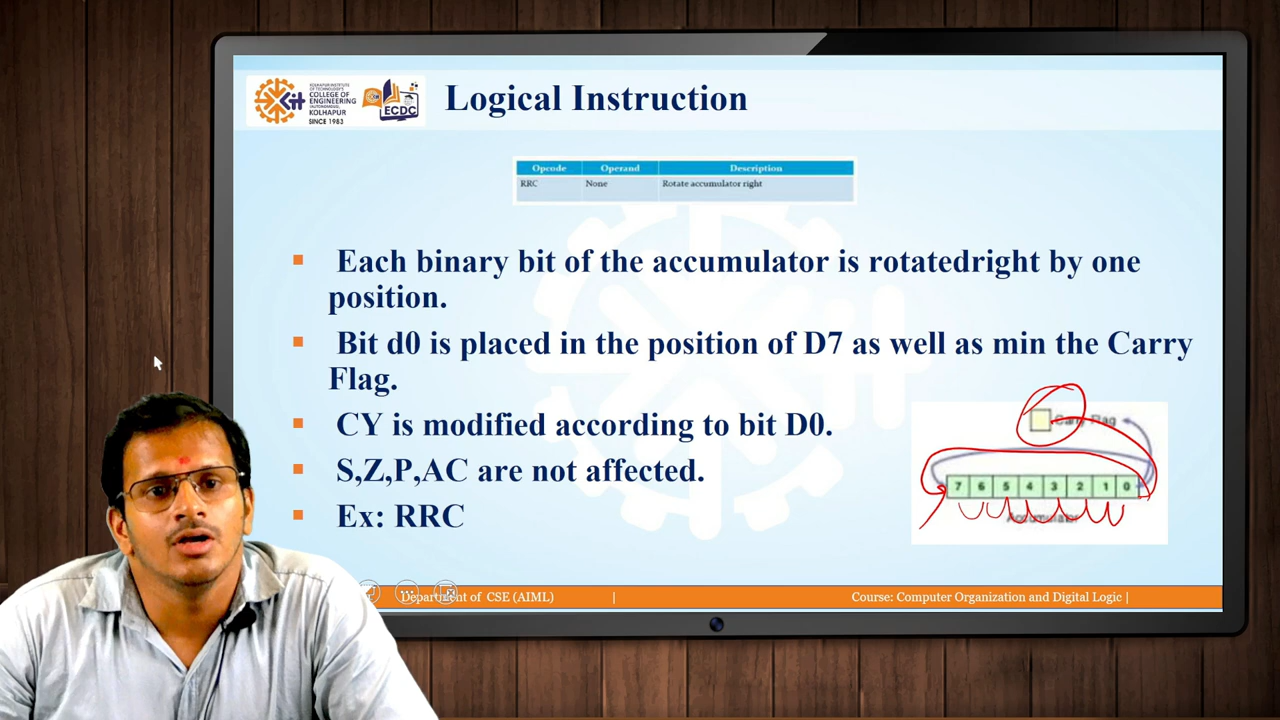 KOLHAPUR INSTITUTE
OF TECHNOLOGY'S
COLLEGE OF
ENGINEERING
(AUTONOMOUS),
KOLHAPUR
SINCE 1983
KIT
ECDC
Logical Instruction
Opcode Operand Description
RRC None Rotate accumulator right
Each binary bit of the accumulator is rotatedright by one
position.
Bit d0 is placed in the position of D7 as well as min the Carry
Flag.
CY is modified according to bit D0.
S,Z,P,AC are not affected.
Ex: RRC
Carry Flag
7 6 5 4 3 2 1 0
Accumulator
Department of CSE (AIML) |
Course: Computer Organization and Digital Logic |